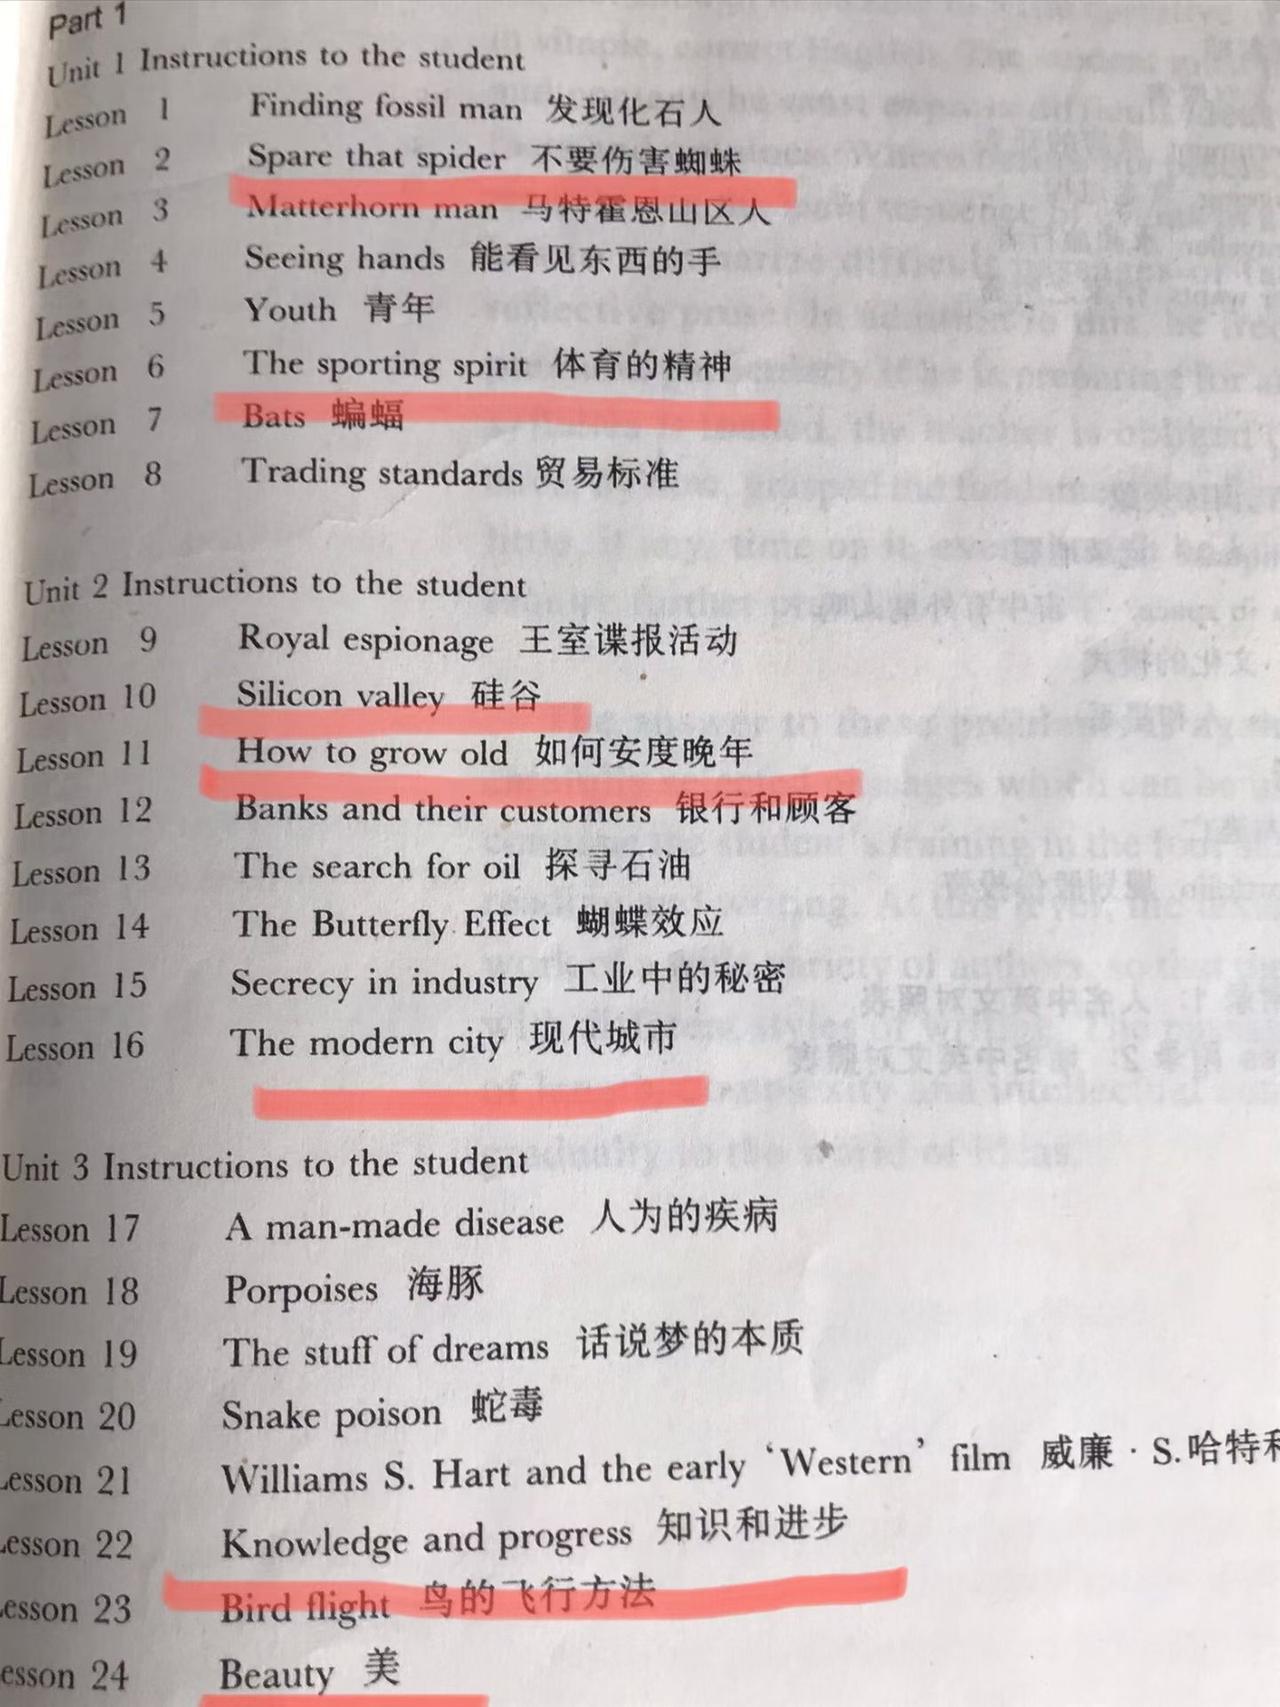 Part 1
Unit 1 Instructions to the student
Lesson 1 Finding fossil man 发现化石人
Lesson 2 Spare that spider 不要伤害蜘蛛
Lesson 3 Matterhorn man 马特霍恩山区人
Lesson 4 Seeing hands 能看见东西的手
Lesson 5 Youth 青年
Lesson 6 The sporting spirit 体育的精神
Lesson 7 Bats 蝙蝠
Lesson 8 Trading standards 贸易标准
Unit 2 Instructions to the student
Lesson 9 Royal espionage 王室谍报活动
Lesson 10 Silicon valley 硅谷
Lesson 11 How to grow old 如何安度晚年
Lesson 12 Banks and their customers 银行和顾客
Lesson 13 The search for oil 探寻石油
Lesson 14 The Butterfly Effect 蝴蝶效应
Lesson 15 Secrecy in industry 工业中的秘密
Lesson 16 The modern city 现代城市
Unit 3 Instructions to the student
Lesson 17 A man-made disease 人为的疾病
Lesson 18 Porpoises 海豚
Lesson 19 The stuff of dreams 话说梦的本质
Lesson 20 Snake poison 蛇毒
Lesson 21 Williams S. Hart and the early ‘Western’ film 威廉·S.哈特和
Lesson 22 Knowledge and progress 知识和进步
Lesson 23 Bird flight 鸟的飞行方法
Lesson 24 Beauty 美